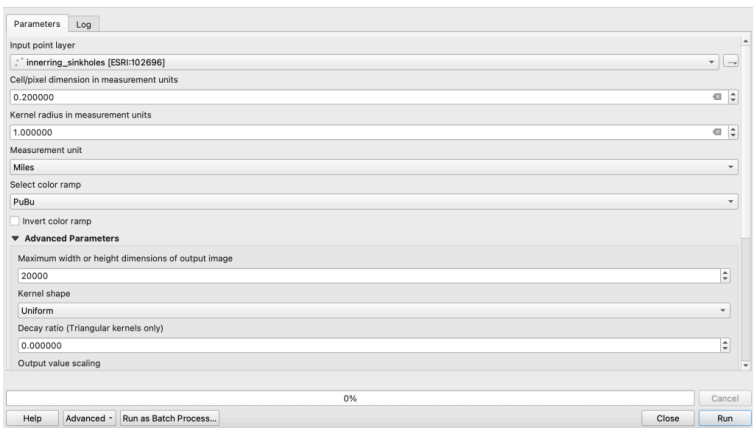 Parameters Log
Input point layer
innerring_sinkholes [ESRI:102696]
...
Cell/pixel dimension in measurement units
0.200000
Kernel radius in measurement units
1.000000
Measurement unit
Miles
Select color ramp
PuBu
Invert color ramp
Advanced Parameters
Maximum width or height dimensions of output image
20000
Kernel shape
Uniform
Decay ratio (Triangular kernels only)
0.000000
Output value scaling
0% Cancel
Help Advanced Run as Batch Process... Close Run